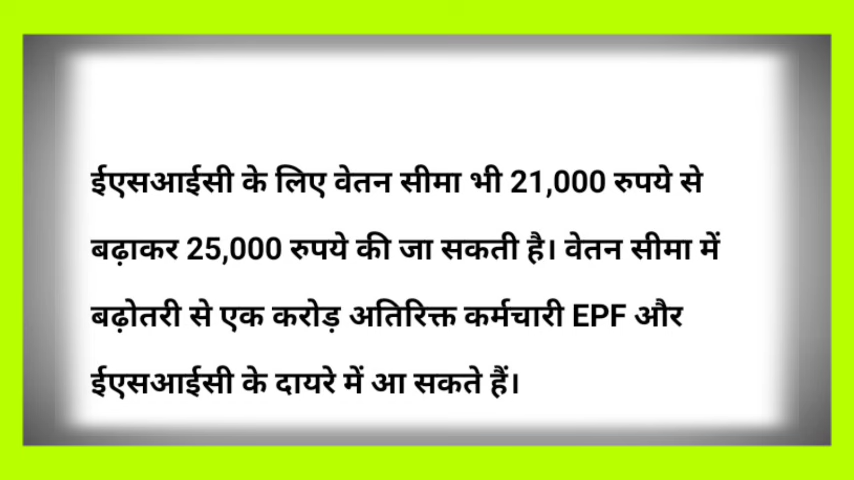 ईएसआईसी के लिए वेतन सीमा भी 21,000 रुपये से
बढ़ाकर 25,000 रुपये की जा सकती है। वेतन सीमा में
बढ़ोतरी से एक करोड़ अतिरिक्त कर्मचारी EPF और
ईएसआईसी के दायरे में आ सकते हैं।